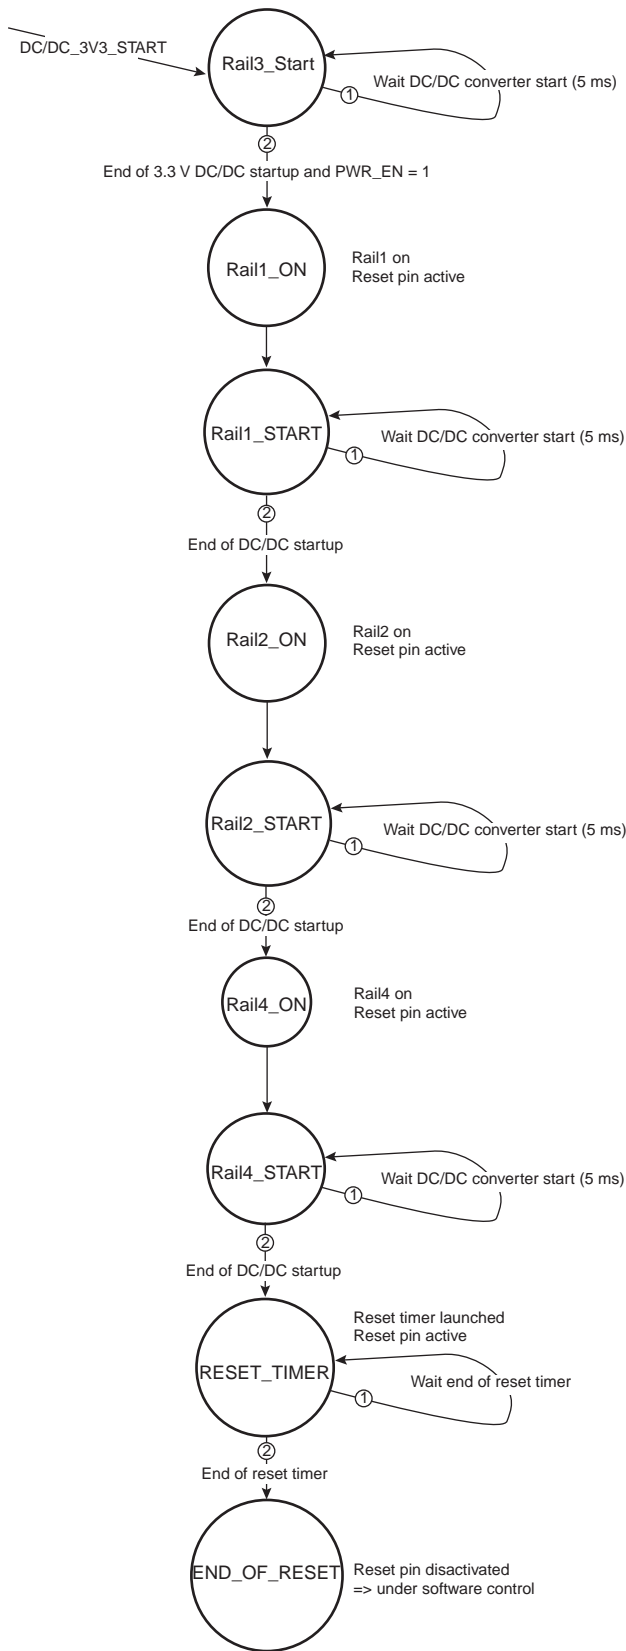 DC/DC_3V3_START
Rail3_Start
Wait DC/DC converter start (5 ms)
1
2
End of 3.3 V DC/DC startup and PWR_EN = 1
Rail1_ON
Rail1 on
Reset pin active
Rail1_START
Wait DC/DC converter start (5 ms)
1
2
End of DC/DC startup
Rail2_ON
Rail2 on
Reset pin active
Rail2_START
Wait DC/DC converter start (5 ms)
1
2
End of DC/DC startup
Rail4_ON
Rail4 on
Reset pin active
Rail4_START
Wait DC/DC converter start (5 ms)
1
2
End of DC/DC startup
Reset timer launched
Reset pin active
RESET_TIMER
Wait end of reset timer
1
2
End of reset timer
END_OF_RESET
Reset pin disactivated
=> under software control